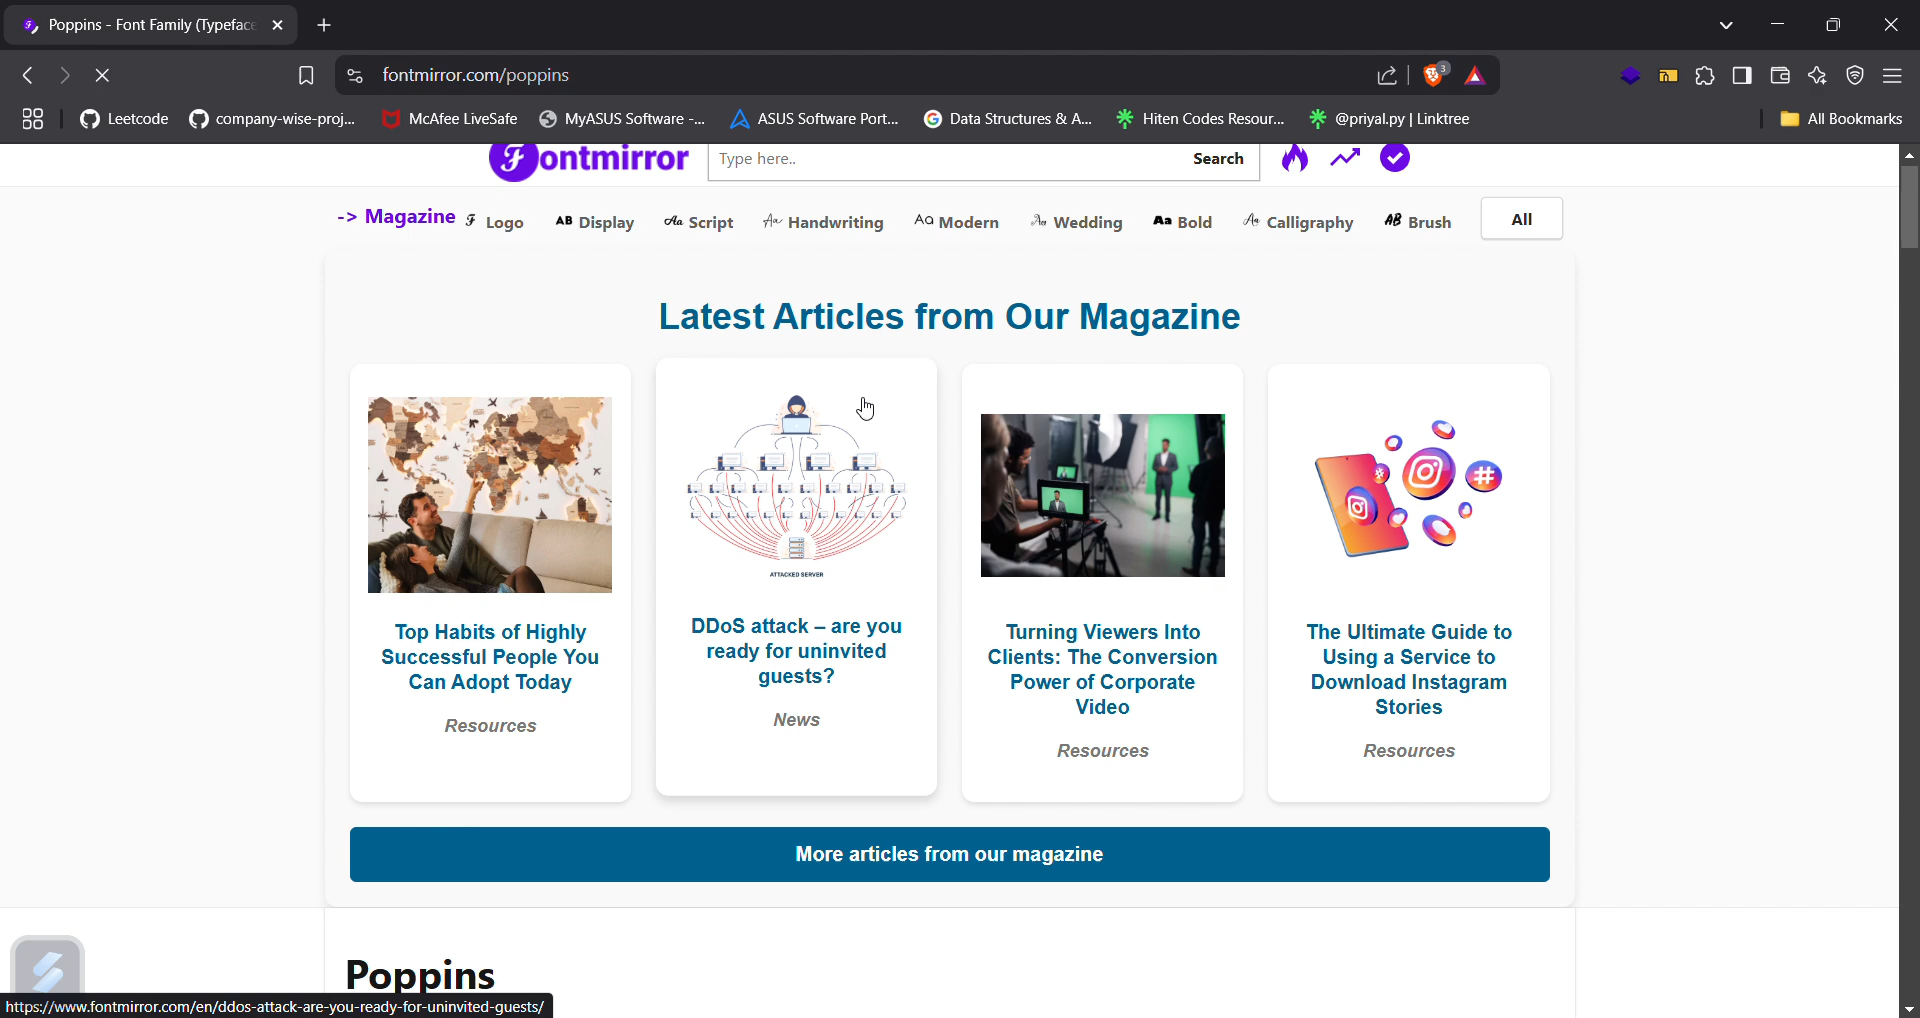 Poppins - Font Family (Typeface
fontmirror.com/poppins
3
Leetcode
company-wise-proj...
McAfee LiveSafe
MyASUS Software -...
ASUS Software Port...
Data Structures & A...
Hiten Codes Resour...
@priyal.py | Linktree
All Bookmarks
Fontmirror
Type here..
Search
-> Magazine
Logo
AB Display
Aa Script
Aa Handwriting
Aa Modern
Aa Wedding
Aa Bold
Aa Calligraphy
AB Brush
All
Latest Articles from Our Magazine
ATTACKED SERVER
Top Habits of Highly
Successful People You
Can Adopt Today
Resources
DDoS attack – are you
ready for uninvited
guests?
News
Turning Viewers Into
Clients: The Conversion
Power of Corporate
Video
Resources
#
The Ultimate Guide to
Using a Service to
Download Instagram
Stories
Resources
More articles from our magazine
Poppins
https://www.fontmirror.com/en/ddos-attack-are-you-ready-for-uninvited-guests/